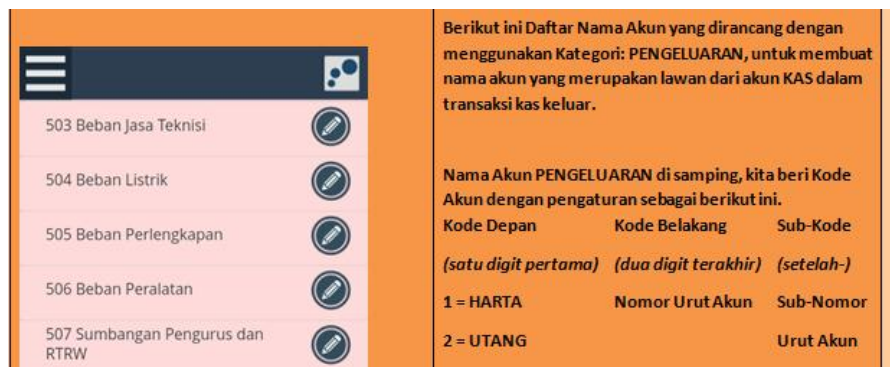 503 Beban Jasa Teknisi
504 Beban Listrik
505 Beban Perlengkapan
506 Beban Peralatan
507 Sumbangan Pengurus dan
RTRW
Berikut ini Daftar Nama Akun yang dirancang dengan
menggunakan Kategori: PENGELUARAN, untuk membuat
nama akun yang merupakan lawan dari akun KAS dalam
transaksi kas keluar.
Nama Akun PENGELUARAN di samping, kita beri Kode
Akun dengan pengaturan sebagai berikut ini.
Kode Depan Kode Belakang Sub-Kode
(satu digit pertama) (dua digit terakhir) (setelah-)
1 = HARTA Nomor Urut Akun Sub-Nomor
2 = UTANG Urut Akun